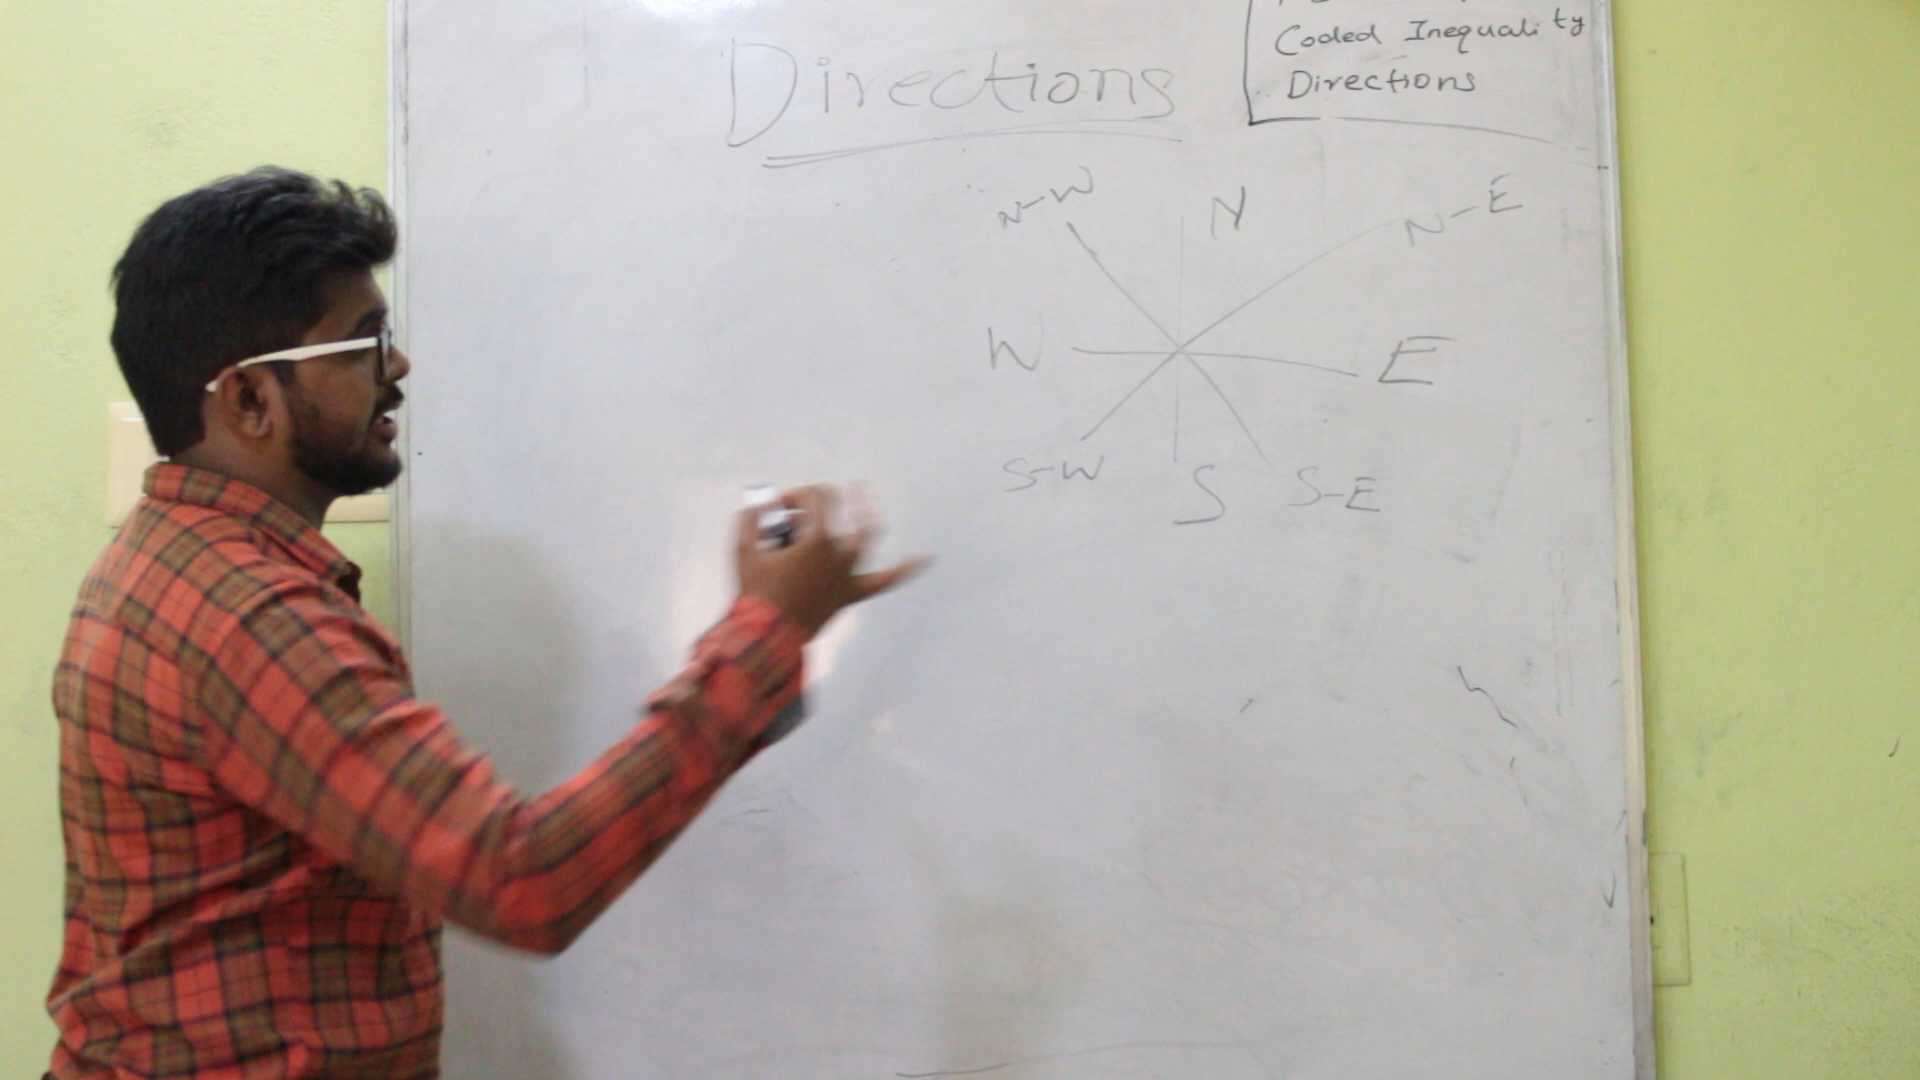 Directions
Coded Inequality
Directions
N-W
N
N-E
W
E
S-W
S
S-E